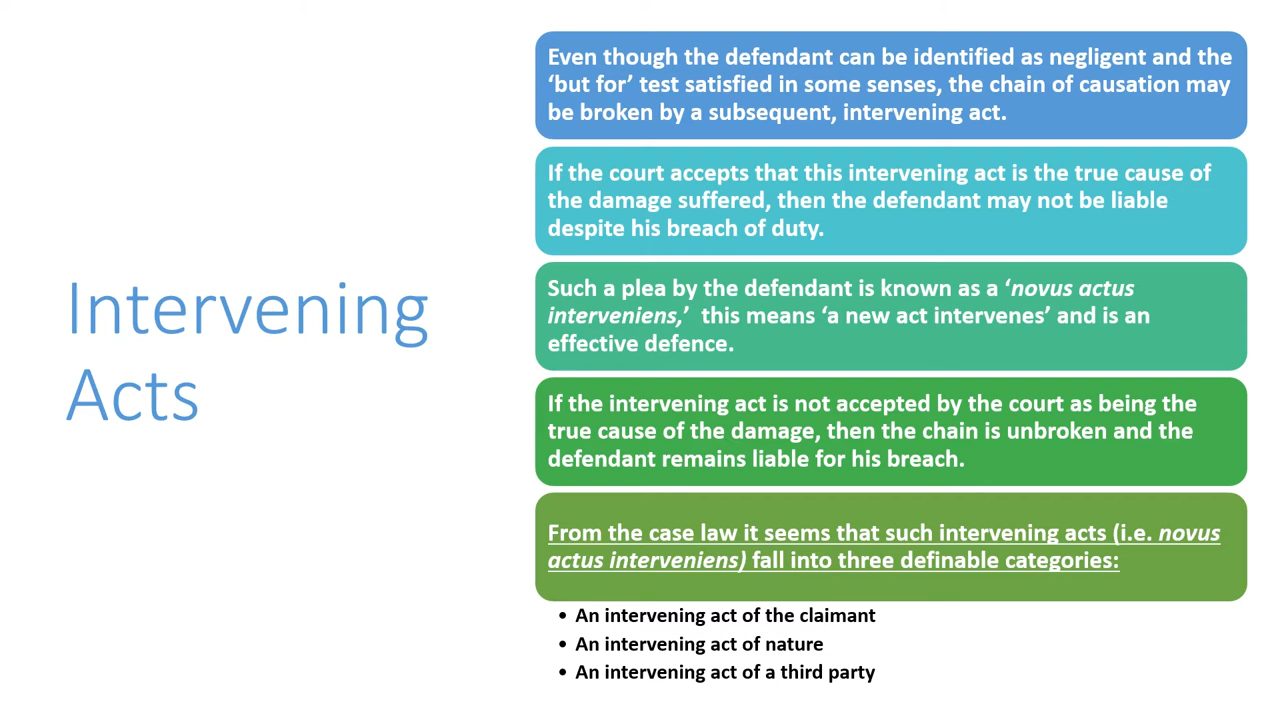 Intervening
Acts
Even though the defendant can be identified as negligent and the
‘but for’ test satisfied in some senses, the chain of causation may
be broken by a subsequent, intervening act.
If the court accepts that this intervening act is the true cause of
the damage suffered, then the defendant may not be liable
despite his breach of duty.
Such a plea by the defendant is known as a ‘novus actus
interveniens,’ this means ‘a new act intervenes’ and is an
effective defence.
If the intervening act is not accepted by the court as being the
true cause of the damage, then the chain is unbroken and the
defendant remains liable for his breach.
From the case law it seems that such intervening acts (i.e. novus
actus interveniens) fall into three definable categories:
• An intervening act of the claimant
• An intervening act of nature
• An intervening act of a third party